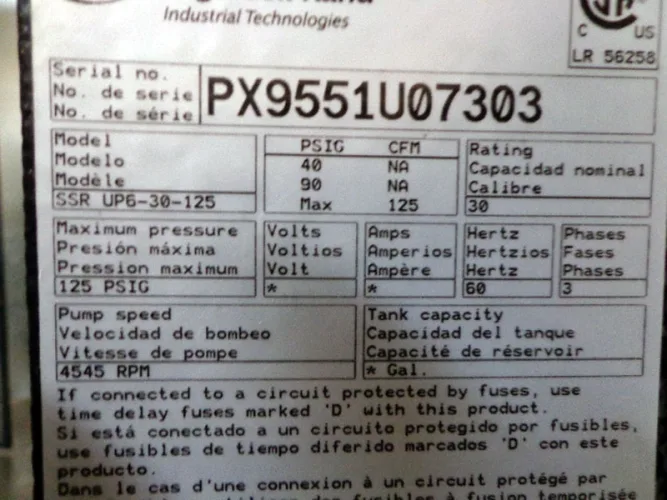 Industrial Technologies
C US
LR 56258
Serial no.
No. de serie
No. de série
PX9551U07303
Model
Modelo
Modèle
SSR UP6-30-125
PSIG CFM
40 NA
90 NA
Max 125
Rating
Capacidad nominal
Calibre
30
Maximum pressure
Presión máxima
Pression maximum
125 PSIG
Volts
Voltios
Volt
*
Amps
Amperios
Ampère
*
Hertz
Hertzios
Hertz
60
Phases
Fases
Phases
3
Pump speed
Velocidad de bombeo
Vitesse de pompe
4545 RPM
Tank capacity
Capacidad del tanque
Capacité de réservoir
* Gal.
If connected to a circuit protected by fuses, use
time delay fuses marked 'D' with this product.
Si está conectado a un circuito protegido por fusibles,
use fusibles de tiempo diferido marcados 'D' con este
producto.
Dans le cas d'une connexion à un circuit protégé par
fusibles à fusion temporisée